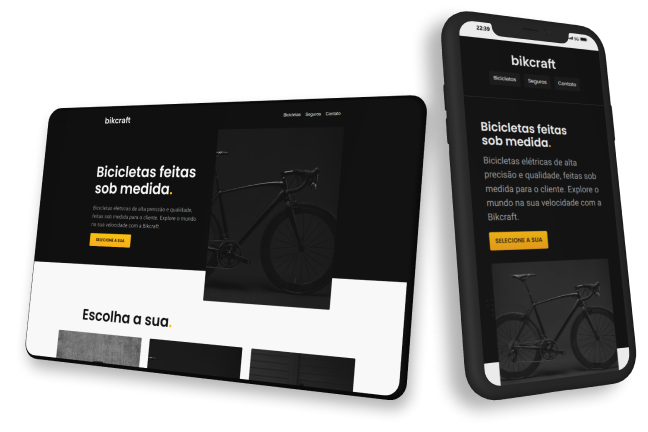 bikcraft
Bicicletas Seguros Contato
Bicicletas feitas
sob medida.
Bicicletas elétricas de alta precisão e qualidade,
feitas sob medida para o cliente. Explore o mundo
na sua velocidade com a Bikcraft.
SELECIONE A SUA
Escolha a sua.
22:39
5G
bikcraft
Bicicletas Seguros Contato
Bicicletas feitas
sob medida.
Bicicletas elétricas de alta
precisão e qualidade, feitas sob
medida para o cliente. Explore o
mundo na sua velocidade com a
Bikcraft.
SELECIONE A SUA